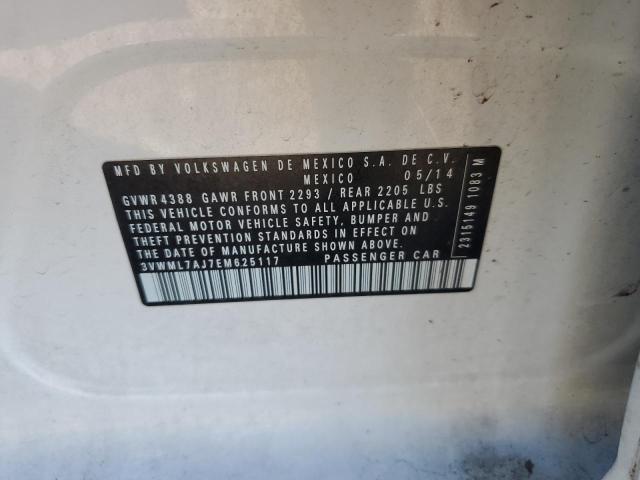 MFD BY VOLKSWAGEN DE MEXICO S.A. DE C.V.
MEXICO 05/14
GVWR 4388 GAWR FRONT 2293 / REAR 2205 LBS
THIS VEHICLE CONFORMS TO ALL APPLICABLE U.S.
FEDERAL MOTOR VEHICLE SAFETY, BUMPER AND
THEFT PREVENTION STANDARDS IN EFFECT ON
THE DATE OF MANUFACTURE SHOWN ABOVE.
3VWML7AJ7EM625117 PASSENGER CAR
2315149 1083 M